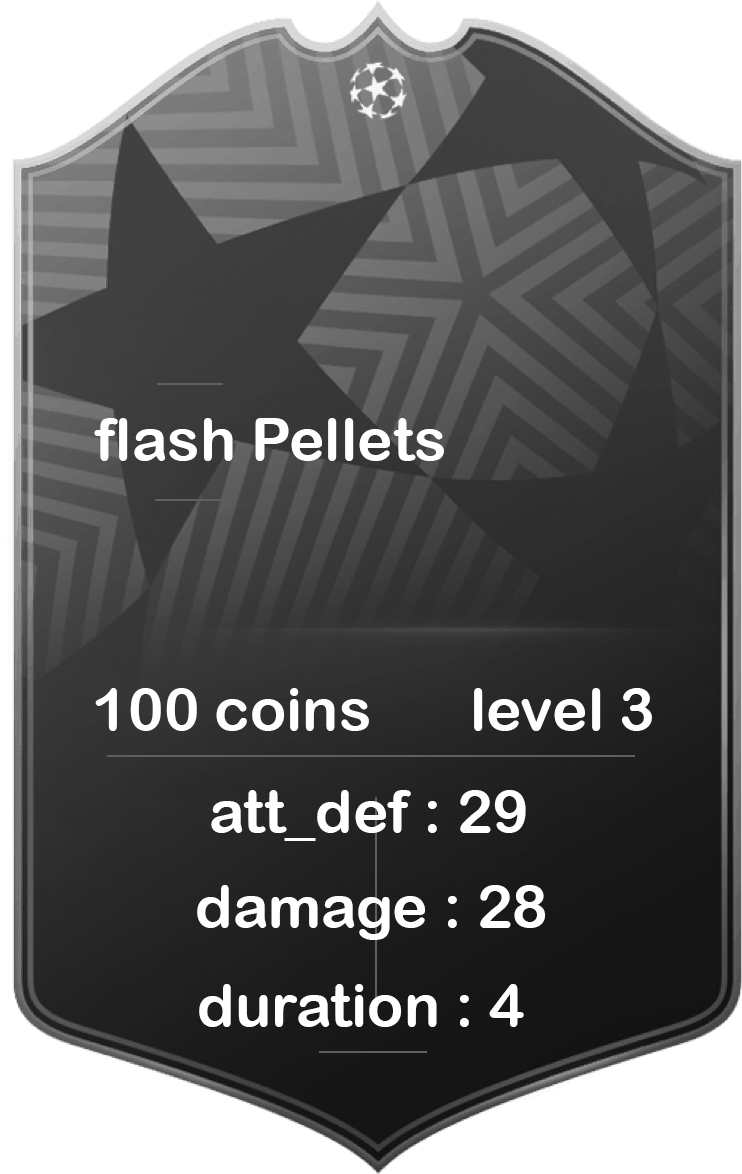 flash Pellets
100 coins level 3
att_def : 29
damage : 28
duration : 4